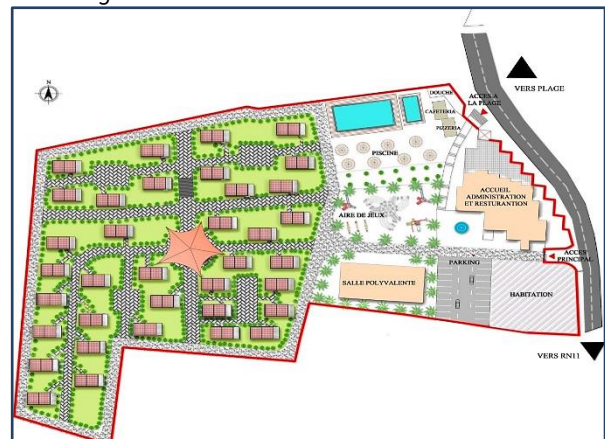 VERS PLAGE
DOUCHE
ACCES A
LA PLAGE
CAFETERIA
PIZZERIA
PISCINE
ACCUEIL
ADMINISTRATION
ET RESTURANTION
AIRE DE JEUX
ACCES
PRINCIPAL
PARKING
SALLE POLYVALENTE
HABITATION
VERS RN11